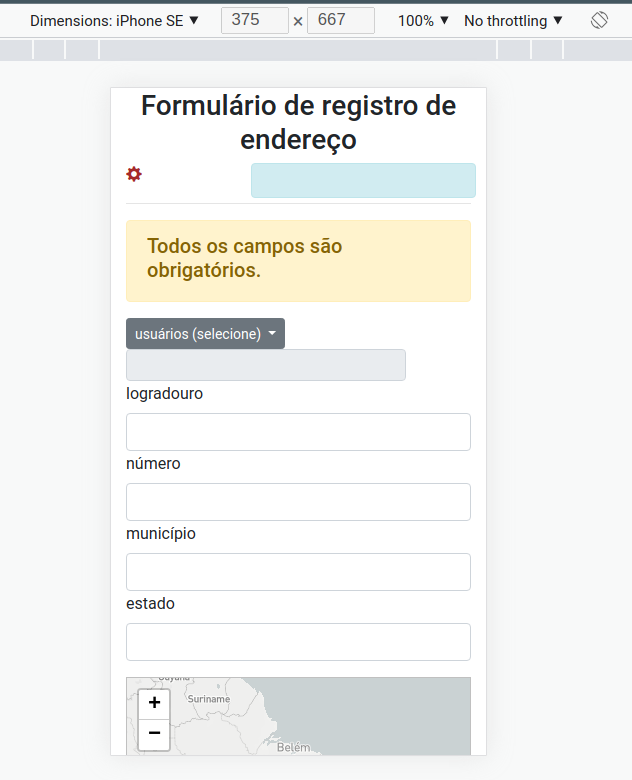 Dimensions: iPhone SE ▼ 375 × 667 100% ▼ No throttling ▼
Formulário de registro de
endereço
Todos os campos são
obrigatórios.
usuários (selecione)
logradouro
número
município
estado
Guyana
Suriname
+
−
Belém